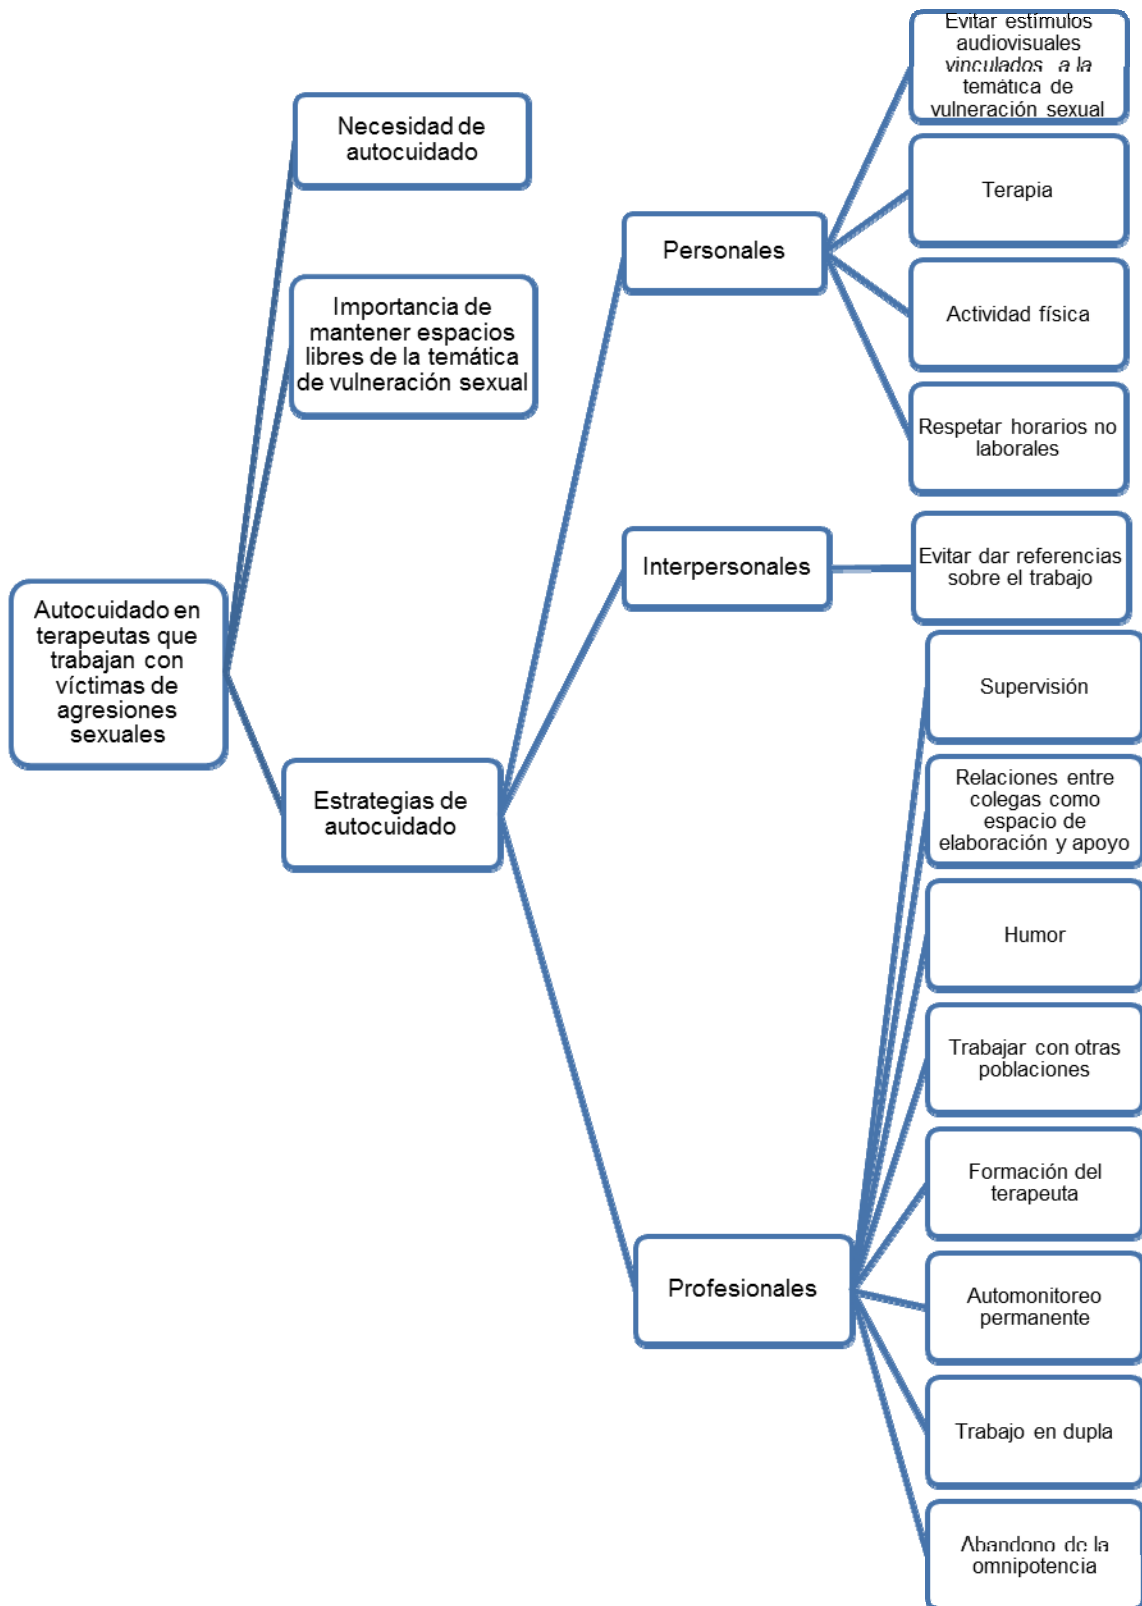 Autocuidado en
terapeutas que
trabajan con
víctimas de
agresiones
sexuales
Necesidad de
autocuidado
Importancia de
mantener espacios
libres de la temática
de vulneración sexual
Estrategias de
autocuidado
Personales
Evitar estímulos
audiovisuales
vinculados a la
temática de
vulneración sexual
Terapia
Actividad física
Respetar horarios no
laborales
Interpersonales
Evitar dar referencias
sobre el trabajo
Profesionales
Supervisión
Relaciones entre
colegas como
espacio de
elaboración y apoyo
Humor
Trabajar con otras
poblaciones
Formación del
terapeuta
Automonitoreo
permanente
Trabajo en dupla
Abandono de la
omnipotencia